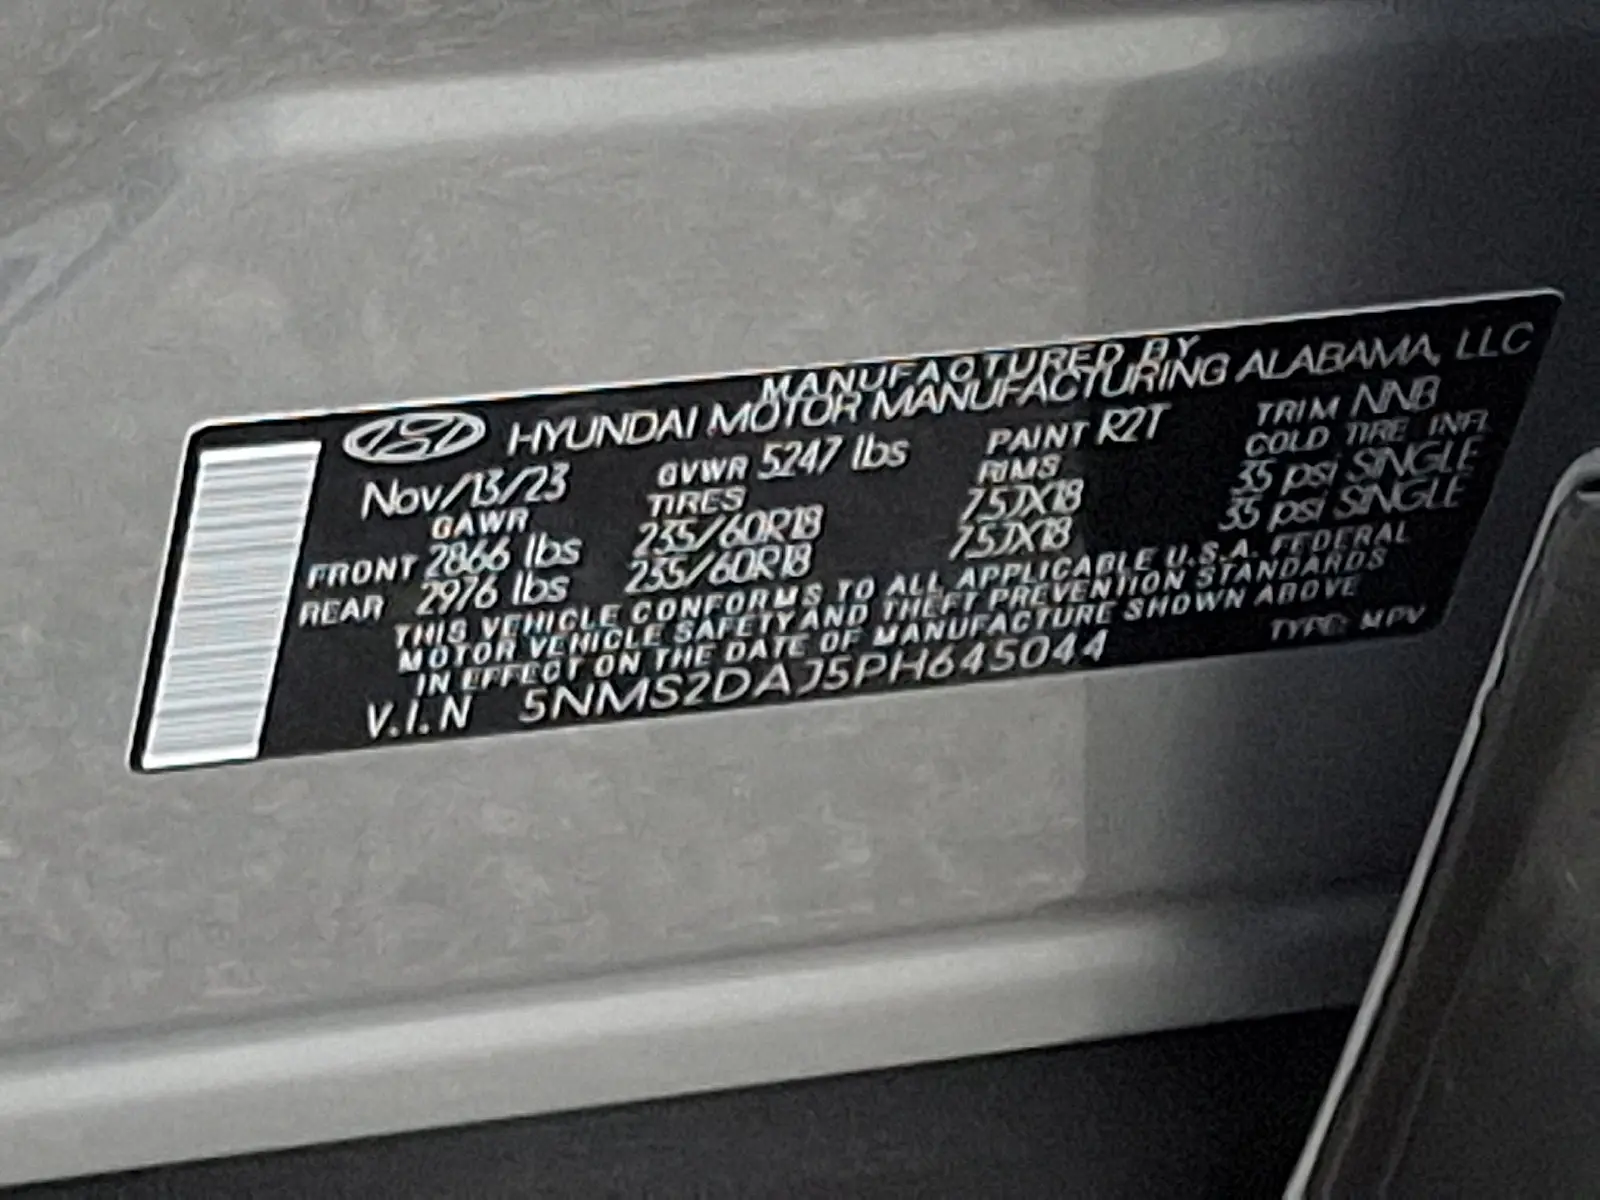 MANUFACTURED BY
HYUNDAI MOTOR MANUFACTURING ALABAMA, LLC
Nov/13/23 GVWR 5247 lbs PAINT R2T TRIM NNB
GAWR TIRES RIMS COLD TIRE INFL
FRONT 2866 lbs 235/60R18 7.5JX18 35 psi SINGLE
REAR 2976 lbs 235/60R18 7.5JX18 35 psi SINGLE
THIS VEHICLE CONFORMS TO ALL APPLICABLE U.S.A. FEDERAL
MOTOR VEHICLE SAFETY AND THEFT PREVENTION STANDARDS
IN EFFECT ON THE DATE OF MANUFACTURE SHOWN ABOVE
V.I.N 5NMS2DAJ5PH645044 TYPE: MPV